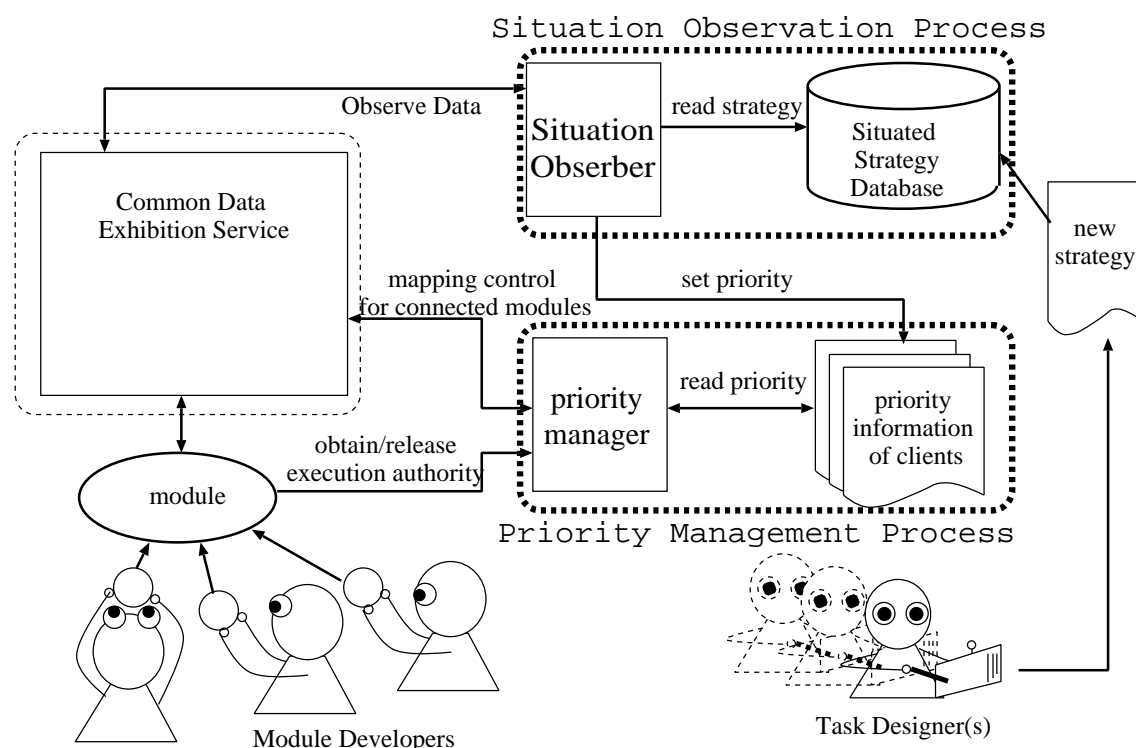 Situation Observation Process
Observe Data
Situation
Obserber
read strategy
Situated
Strategy
Database
Common Data
Exhibition Service
new
strategy
mapping control
for connected modules
set priority
priority
manager
read priority
priority
information
of clients
obtain/release
execution authority
module
Priority Management Process
Module Developers
Task Designer(s)